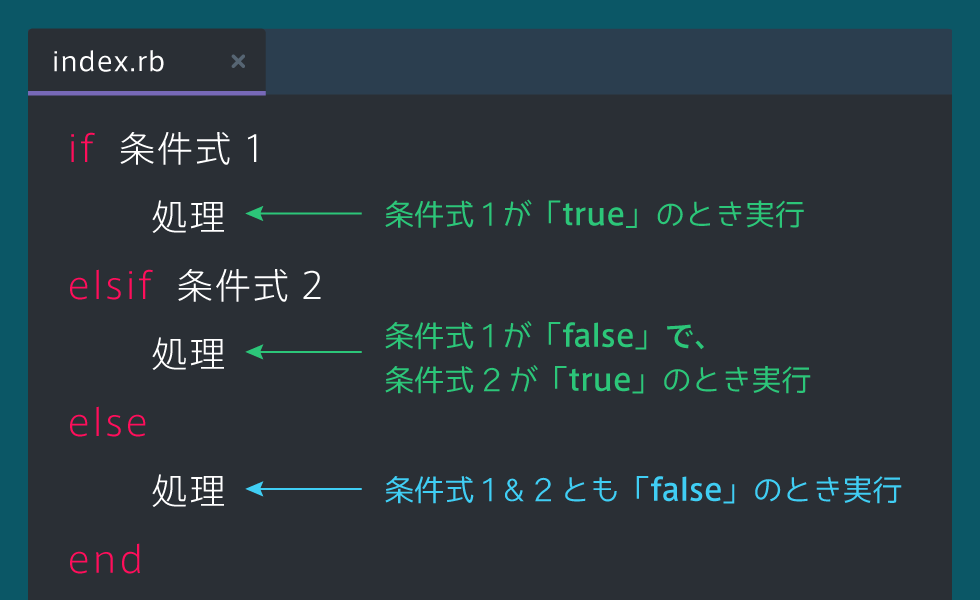 index.rb ×
if 条件式 1
処理 条件式1が「true」のとき実行
elsif 条件式 2
処理 条件式1が「false」で、
条件式2が「true」のとき実行
else
処理 条件式1& 2とも「false」のとき実行
end